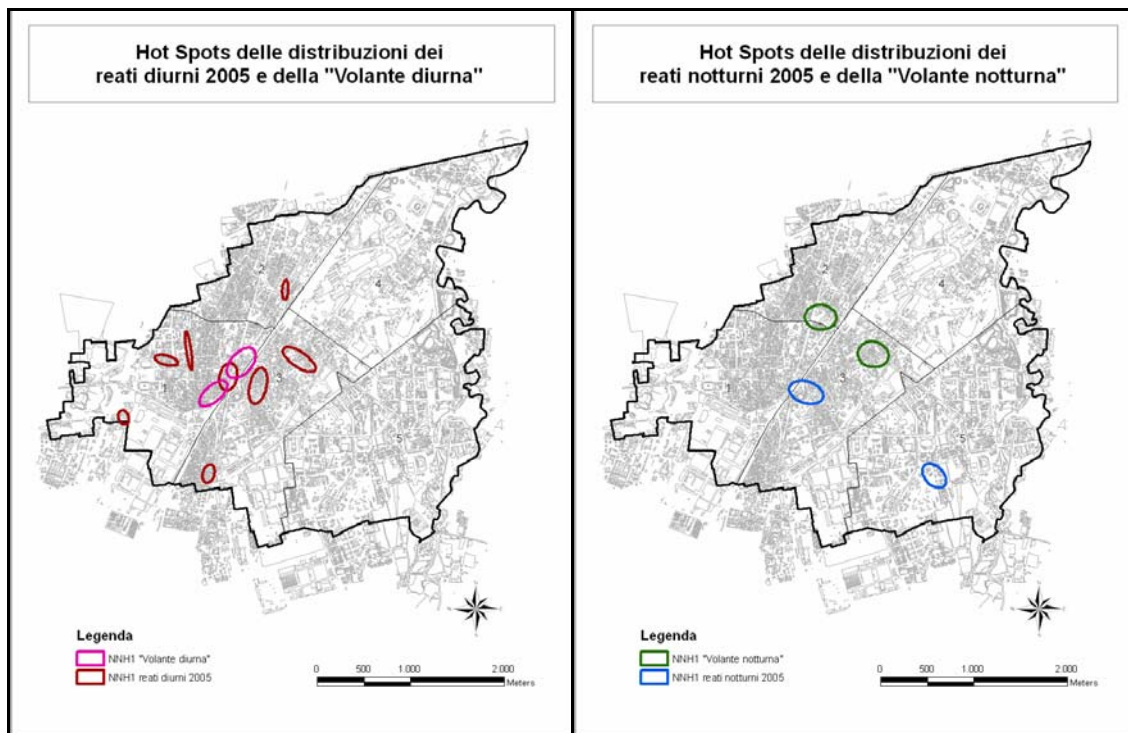 Hot Spots delle distribuzioni dei
reati diurni 2005 e della "Volante diurna"
2
4
1
3
5
Legenda
NNH1 "Volante diurna"
NNH1 reati diurni 2005
0 500 1.000 2.000
Meters
Hot Spots delle distribuzioni dei
reati notturni 2005 e della "Volante notturna"
2
4
1
3
5
Legenda
NNH1 "Volante notturna"
NNH1 reati notturni 2005
0 500 1.000 2.000
Meters